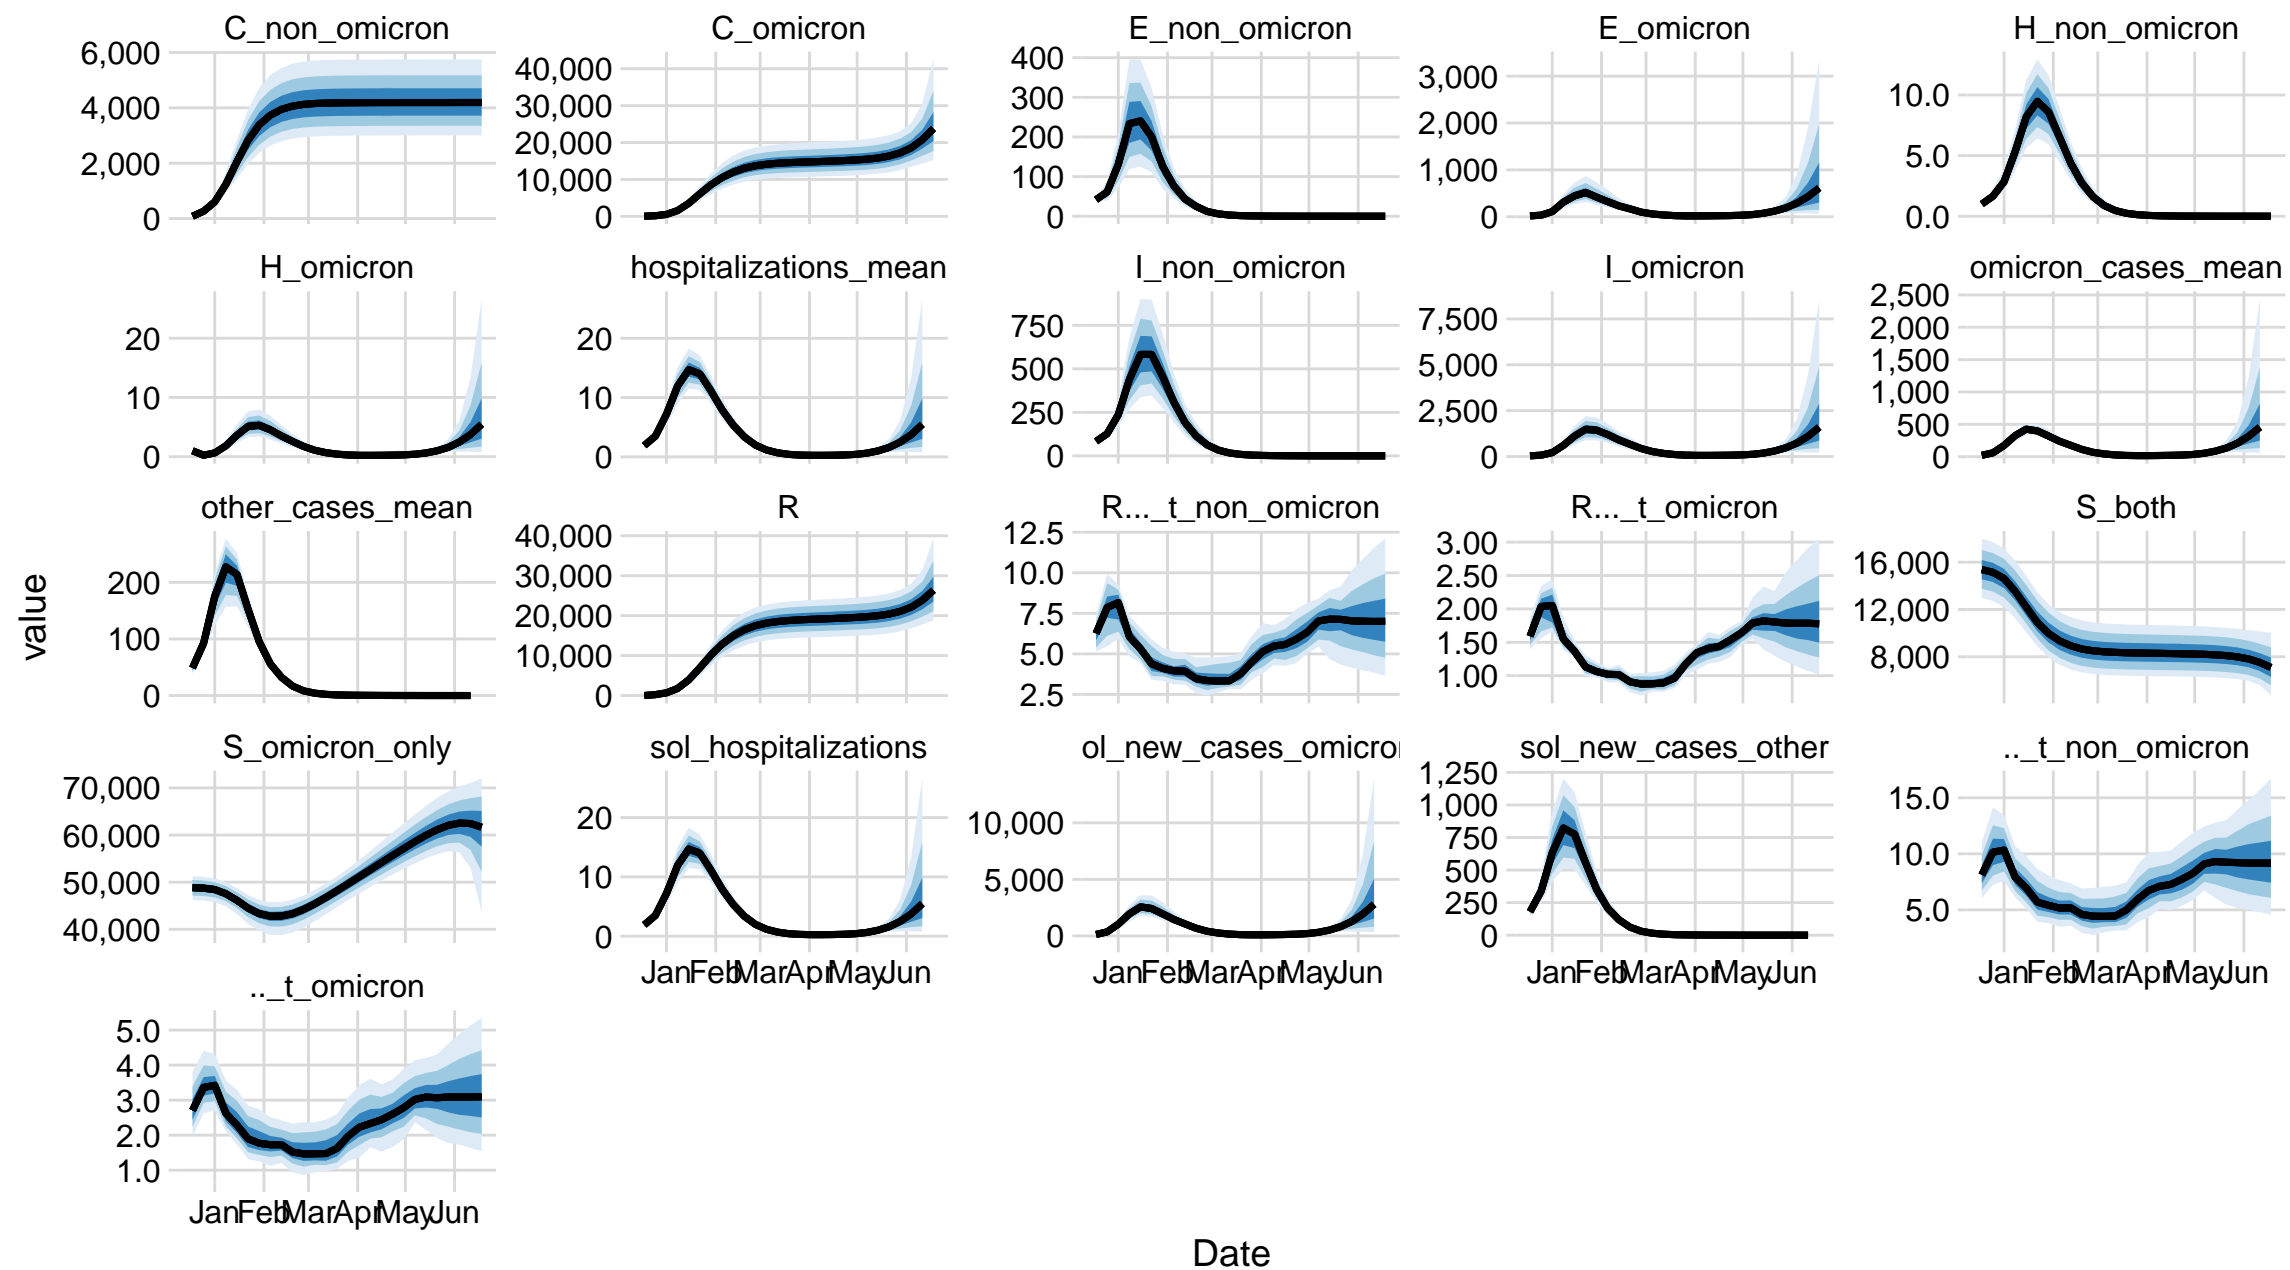 C_non_omicron C_omicron E_non_omicron E_omicron H_non_omicron
6,000 4,000 2,000 0
40,000 30,000 20,000 10,000 0
400 300 200 100 0
3,000 2,000 1,000 0
10.0 5.0 0.0
H_omicron hospitalizations_mean I_non_omicron I_omicron omicron_cases_mean
20 10 0
20 10 0
750 500 250 0
7,500 5,000 2,500 0
2,500 2,000 1,500 1,000 500 0
other_cases_mean R R..._t_non_omicron R..._t_omicron S_both
200 100 0
40,000 30,000 20,000 10,000 0
12.5 10.0 7.5 5.0 2.5
3.00 2.50 2.00 1.50 1.00
16,000 12,000 8,000
value
S_omicron_only sol_hospitalizations ol_new_cases_omicron sol_new_cases_other .._t_non_omicron
70,000 60,000 50,000 40,000
20 10 0
10,000 5,000 0
1,250 1,000 750 500 250 0
15.0 10.0 5.0
Jan Feb Mar Apr May Jun
Jan Feb Mar Apr May Jun
Jan Feb Mar Apr May Jun
Jan Feb Mar Apr May Jun
.._t_omicron
5.0 4.0 3.0 2.0 1.0
Jan Feb Mar Apr May Jun
Date